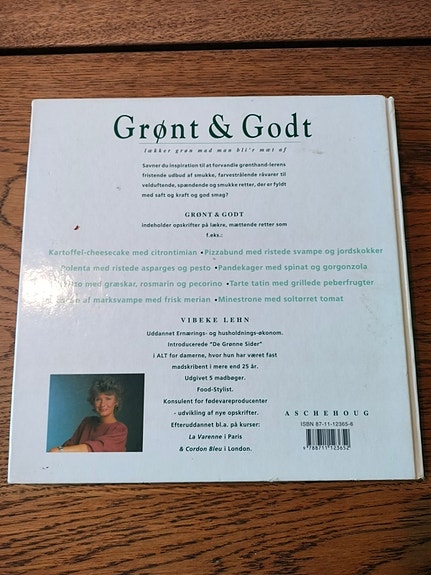 Grønt & Godt
lækker grøn mad man bli'r mæt af
Savner du inspiration til at forvandle grønthand-lerens
fristende udbud af smukke, farvestrålende råvarer til
velduftende, spændende og smukke retter, der er fyldt
med saft og kraft og god smag?
GRØNT & GODT
indeholder opskrifter på lækre, mættende retter som
f.eks.:
Kartoffel-cheesecake med citrontimian • Pizzabund med ristede svampe og jordskokker
Polenta med ristede asparges og pesto • Pandekager med spinat og gorgonzola
med græskar, rosmarin og pecorino • Tarte tatin med grillede peberfrugter
af marksvampe med frisk merian • Minestrone med soltørret tomat
VIBEKE LEHN
Uddannet Ernærings- og husholdnings-økonom.
Introducerede "De Grønne Sider"
i ALT for damerne, hvor hun har været fast
madskribent i mere end 25 år.
Udgivet 5 madbøger.
Food-Stylist.
Konsulent for fødevareproducenter
- udvikling af nye opskrifter.
Efteruddannet bl.a. på kurser:
La Varenne i Paris
& Cordon Bleu i London.
ASCHEHOUG
ISBN 87-11-12365-6
9 788711 123652